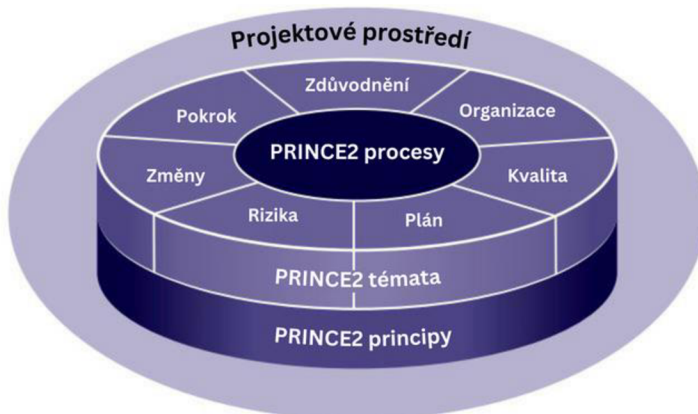 Projektové prostředí
Zdůvodnění
Pokrok
Organizace
PRINCE2 procesy
Změny
Kvalita
Rizika
Plán
PRINCE2 témata
PRINCE2 principy